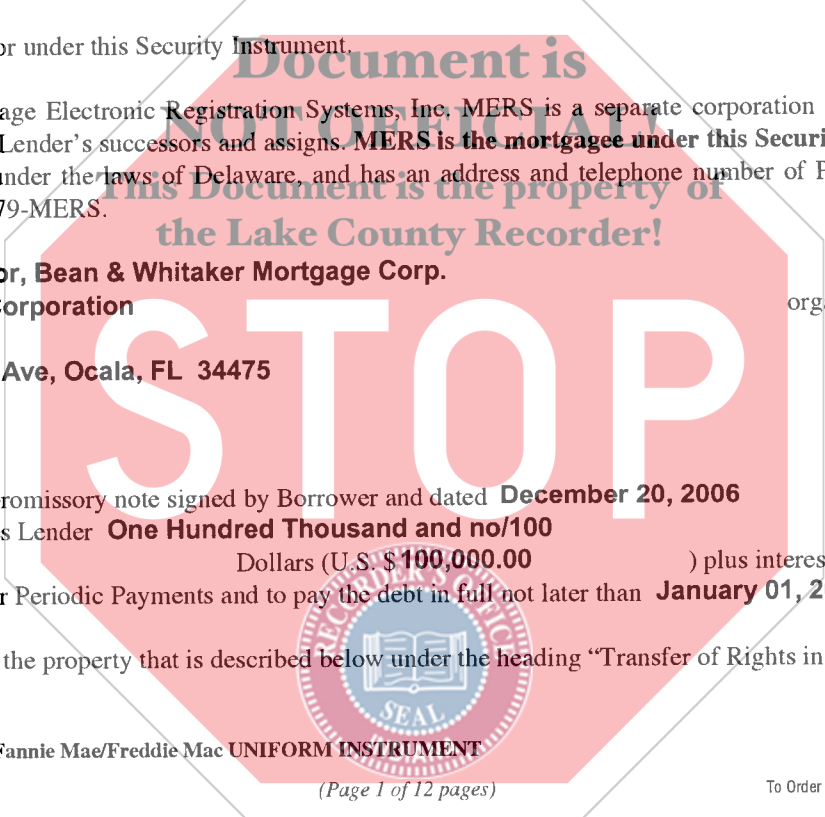 or under this Security Instrument.
Document is
age Electronic Registration Systems, Inc. MERS is a separate corporation
NOT OFFICIAL!
Lender's successors and assigns. MERS is the mortgagee under this Securi
under the laws of Delaware, and has an address and telephone number of P
This Document is the property of
79-MERS.
the Lake County Recorder!
or, Bean & Whitaker Mortgage Corp.
Corporation
orga
STOP
Ave, Ocala, FL 34475
romissory note signed by Borrower and dated December 20, 2006
s Lender One Hundred Thousand and no/100
Dollars (U.S. $ 100,000.00 ) plus interes
r Periodic Payments and to pay the debt in full not later than January 01, 2
the property that is described below under the heading "Transfer of Rights in
RECORDER'S OFFICE
SEAL
Fannie Mae/Freddie Mac UNIFORM INSTRUMENT
(Page 1 of 12 pages)
To Order